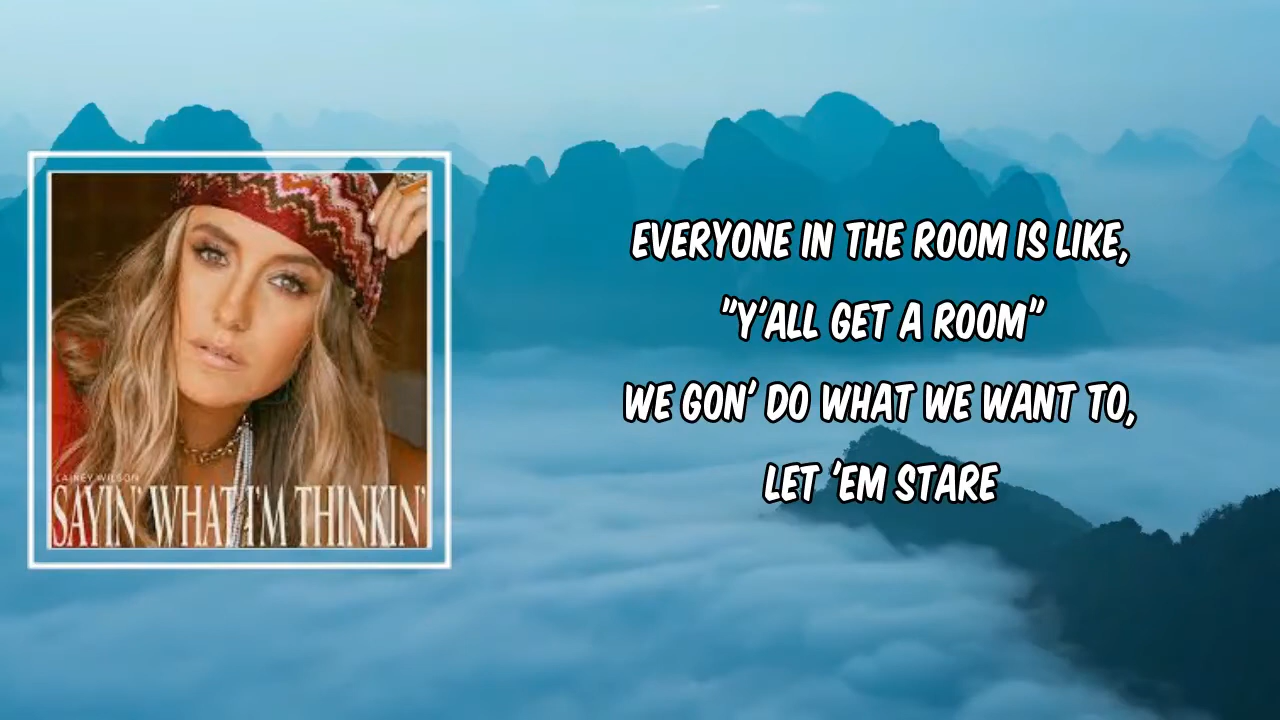 LAINEY WILSON
SAYIN' WHAT I'M THINKIN'
EVERYONE IN THE ROOM IS LIKE,
"Y'ALL GET A ROOM"
WE GON' DO WHAT WE WANT TO,
LET 'EM STARE